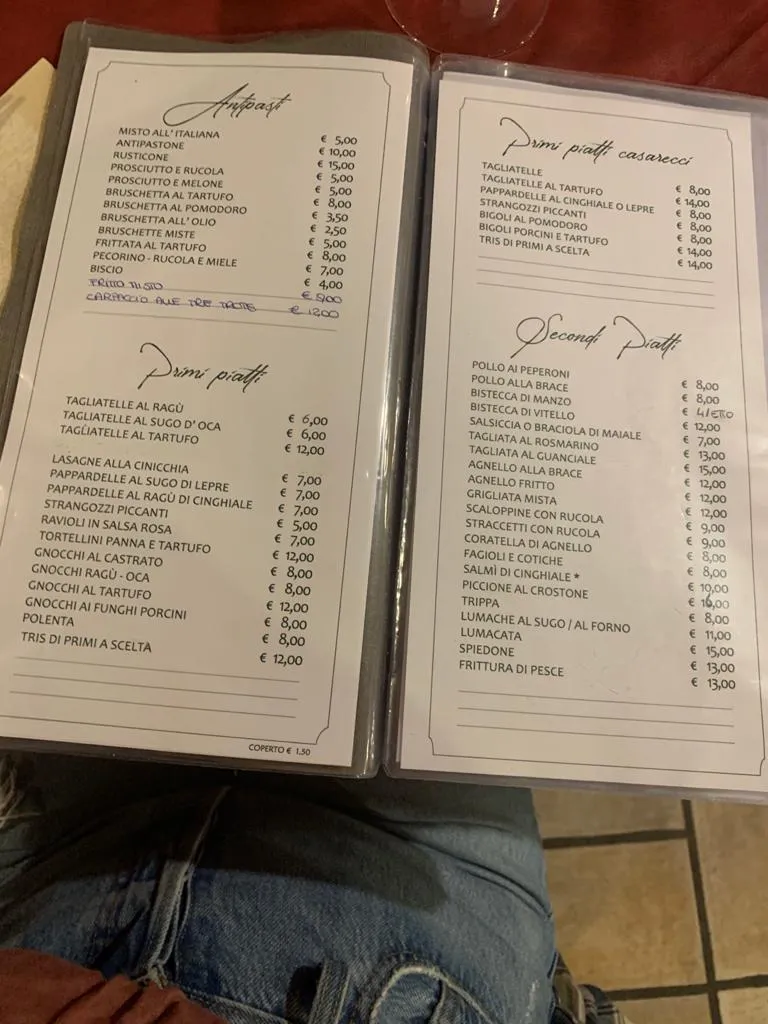 Antipasti
MISTO ALL' ITALIANA € 5,00
ANTIPASTONE € 10,00
RUSTICONE € 15,00
PROSCIUTTO E RUCOLA € 5,00
PROSCIUTTO E MELONE € 5,00
BRUSCHETTA AL TARTUFO € 8,00
BRUSCHETTA AL POMODORO € 3,50
BRUSCHETTA ALL' OLIO € 2,50
BRUSCHETTE MISTE € 5,00
FRITTATA AL TARTUFO € 8,00
PECORINO - RUCOLA E MIELE € 7,00
BISCIO € 4,00
FRITTO MISTO €
CARPACCIO ALLE TRE TROTE € 12,00
Primi piatti
TAGLIATELLE AL RAGÙ € 6,00
TAGLIATELLE AL SUGO D' OCA € 6,00
TAGLIATELLE AL TARTUFO € 12,00
LASAGNE ALLA CINICCHIA € 7,00
PAPPARDELLE AL SUGO DI LEPRE € 7,00
PAPPARDELLE AL RAGÙ DI CINGHIALE € 7,00
STRANGOZZI PICCANTI € 5,00
RAVIOLI IN SALSA ROSA € 7,00
TORTELLINI PANNA E TARTUFO € 12,00
GNOCCHI AL CASTRATO € 8,00
GNOCCHI RAGÙ - OCA € 8,00
GNOCCHI AL TARTUFO € 12,00
GNOCCHI AI FUNGHI PORCINI € 8,00
POLENTA € 8,00
TRIS DI PRIMI A SCELTA € 12,00
COPERTO € 1.50
Primi piatti casarecci
TAGLIATELLE € 8,00
TAGLIATELLE AL TARTUFO € 14,00
PAPPARDELLE AL CINGHIALE O LEPRE € 8,00
STRANGOZZI PICCANTI € 8,00
BIGOLI AL POMODORO € 8,00
BIGOLI PORCINI E TARTUFO € 14,00
TRIS DI PRIMI A SCELTA € 14,00
Secondi Piatti
POLLO AI PEPERONI € 8,00
POLLO ALLA BRACE € 8,00
BISTECCA DI MANZO € 4/ETTO
BISTECCA DI VITELLO € 12,00
SALSICCIA O BRACIOLA DI MAIALE € 7,00
TAGLIATA AL ROSMARINO € 13,00
TAGLIATA AL GUANCIALE € 15,00
AGNELLO ALLA BRACE € 12,00
AGNELLO FRITTO € 12,00
GRIGLIATA MISTA € 12,00
SCALOPPINE CON RUCOLA € 9,00
STRACCETTI CON RUCOLA € 9,00
CORATELLA DI AGNELLO € 8,00
FAGIOLI E COTICHE € 8,00
SALMÌ DI CINGHIALE * € 10,00
PICCIONE AL CROSTONE € 16,00
TRIPPA € 8,00
LUMACHE AL SUGO / AL FORNO € 11,00
LUMACATA € 15,00
SPIEDONE € 13,00
FRITTURA DI PESCE € 13,00